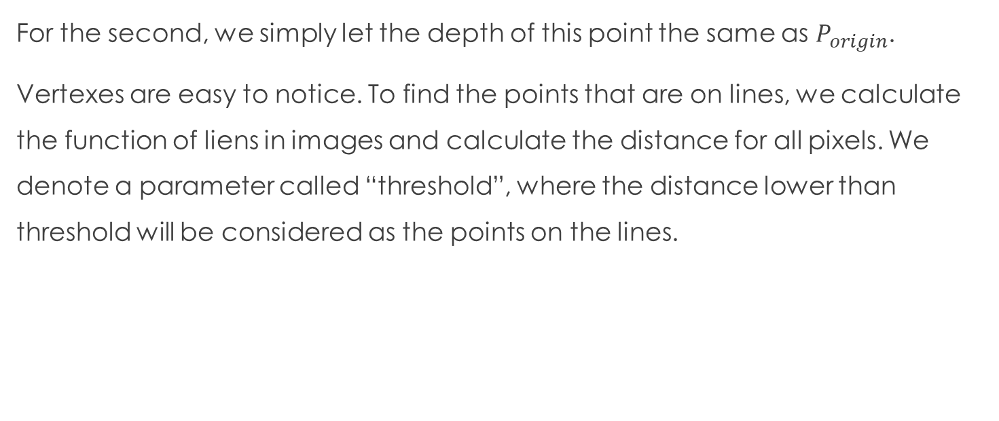 For the second, we simply let the depth of this point the same as P_origin.
Vertexes are easy to notice. To find the points that are on lines, we calculate
the function of liens in images and calculate the distance for all pixels. We
denote a parameter called “threshold”, where the distance lower than
threshold will be considered as the points on the lines.